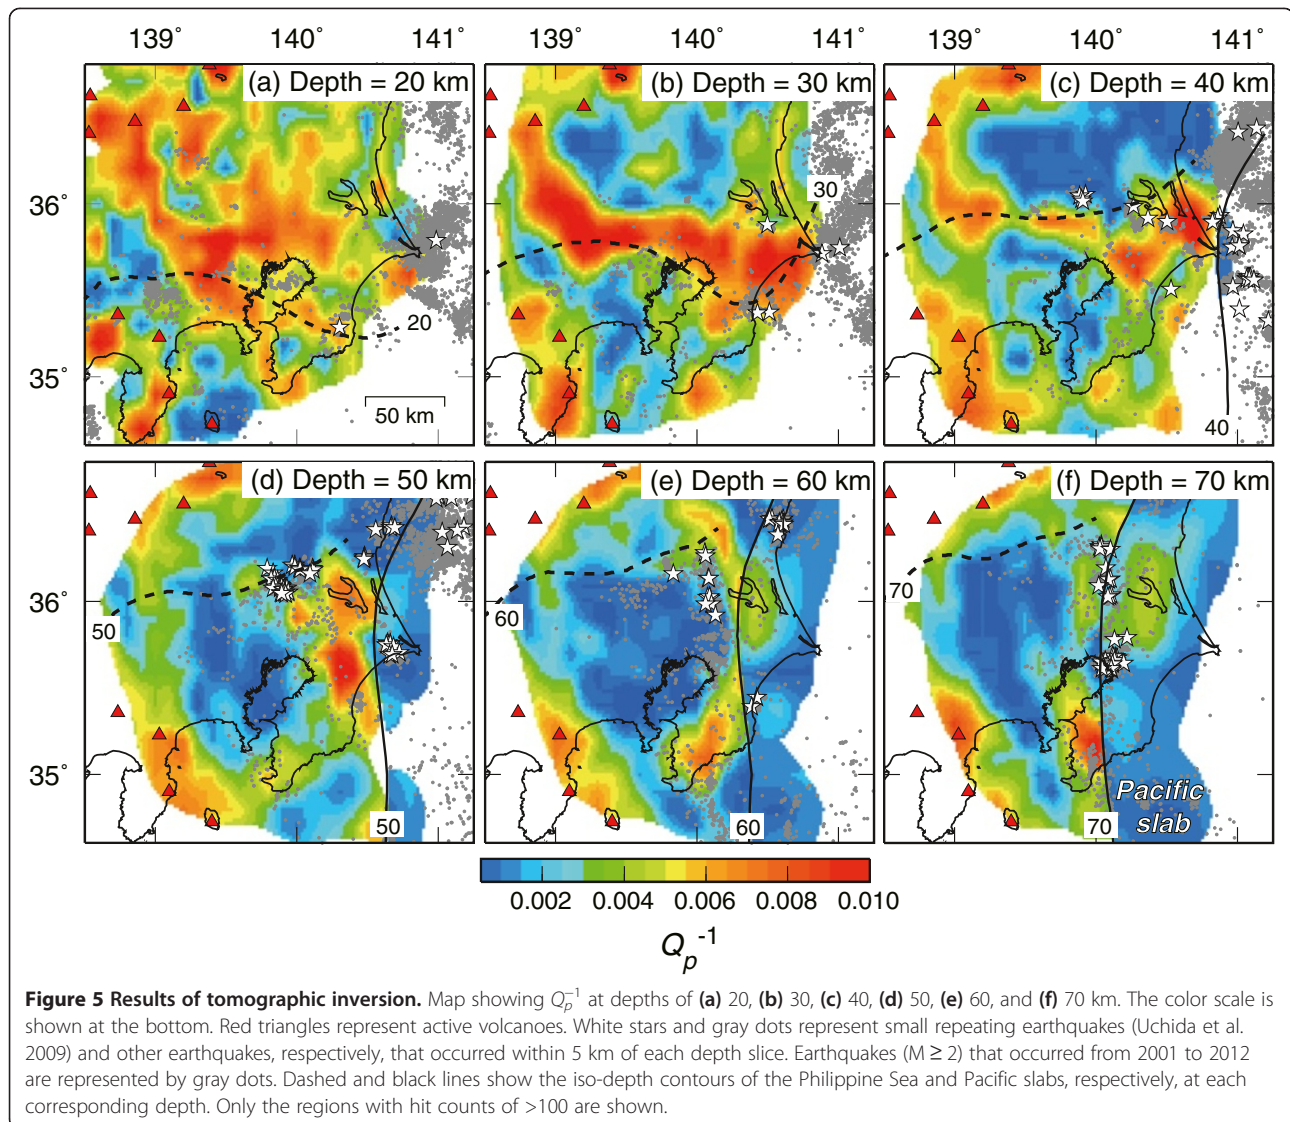 139° 140° 141° 139° 140° 141° 139° 140° 141°
(a) Depth = 20 km
(b) Depth = 30 km
(c) Depth = 40 km
36°
35°
20
50 km
30
40
(d) Depth = 50 km
(e) Depth = 60 km
(f) Depth = 70 km
36°
35°
50
50
60
60
70
70
Pacific
slab
0.002 0.004 0.006 0.008 0.010
Qp⁻¹
Figure 5 Results of tomographic inversion. Map showing Qp⁻¹ at depths of (a) 20, (b) 30, (c) 40, (d) 50, (e) 60, and (f) 70 km. The color scale is
shown at the bottom. Red triangles represent active volcanoes. White stars and gray dots represent small repeating earthquakes (Uchida et al.
2009) and other earthquakes, respectively, that occurred within 5 km of each depth slice. Earthquakes (M ≥ 2) that occurred from 2001 to 2012
are represented by gray dots. Dashed and black lines show the iso-depth contours of the Philippine Sea and Pacific slabs, respectively, at each
corresponding depth. Only the regions with hit counts of >100 are shown.